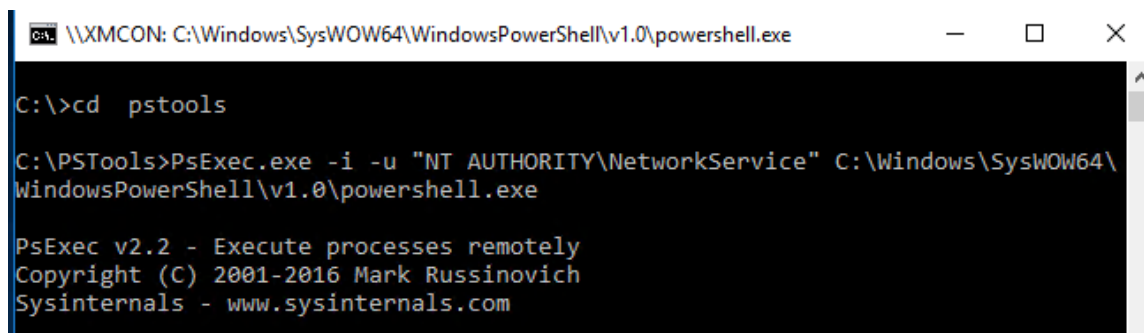 \\XMCON: C:\Windows\SysWOW64\WindowsPowerShell\v1.0\powershell.exe
C:\>cd  pstools
C:\PSTools>PsExec.exe -i -u "NT AUTHORITY\NetworkService" C:\Windows\SysWOW64\
WindowsPowerShell\v1.0\powershell.exe
PsExec v2.2 - Execute processes remotely
Copyright (C) 2001-2016 Mark Russinovich
Sysinternals - www.sysinternals.com